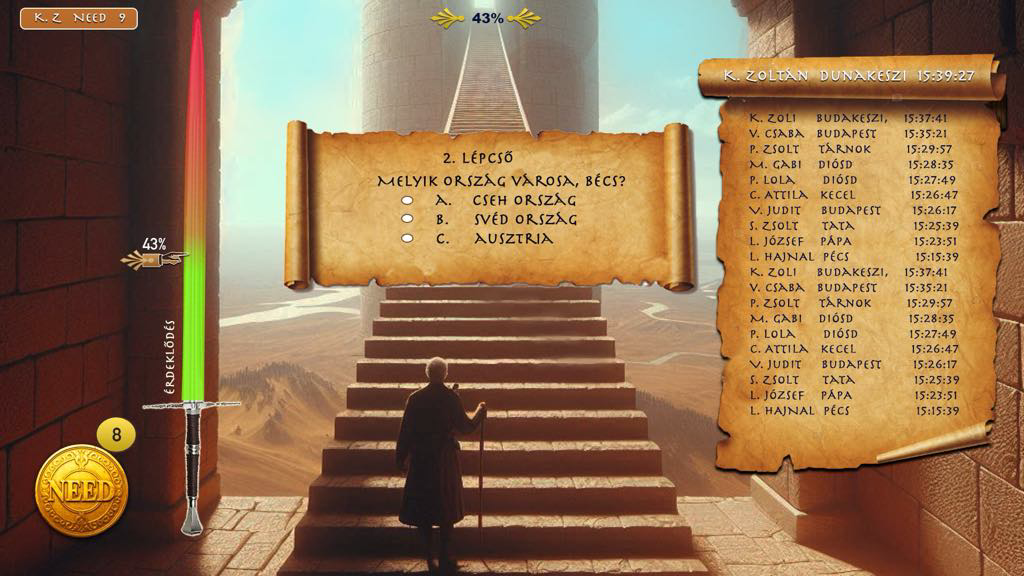 K. Z NEED 9
43%
2. LÉPCSŐ
MELYIK ORSZÁG VÁROSA, BÉCS?
A. CSEH ORSZÁG
B. SVÉD ORSZÁG
C. AUSZTRIA
43%
ÉRDEKLŐDÉS
8
NEED
K. ZOLTÁN DUNAKESZI 15:39:27
K. ZOLI BUDAKESZI, 15:37:41
V. CSABA BUDAPEST 15:35:21
P. ZSOLT TÁRNOK 15:29:57
M. GABI DIÓSD 15:28:35
P. LOLA DIÓSD 15:27:49
C. ATTILA KECEL 15:26:47
V. JUDIT BUDAPEST 15:26:17
S. ZSOLT TATA 15:25:39
L. JÓZSEF PÁPA 15:23:51
L. HAJNAL PÉCS 15:15:39
K. ZOLI BUDAKESZI, 15:37:41
V. CSABA BUDAPEST 15:35:21
P. ZSOLT TÁRNOK 15:29:57
M. GABI DIÓSD 15:28:35
P. LOLA DIÓSD 15:27:49
C. ATTILA KECEL 15:26:47
V. JUDIT BUDAPEST 15:26:17
S. ZSOLT TATA 15:25:39
L. JÓZSEF PÁPA 15:23:51
L. HAJNAL PÉCS 15:15:39